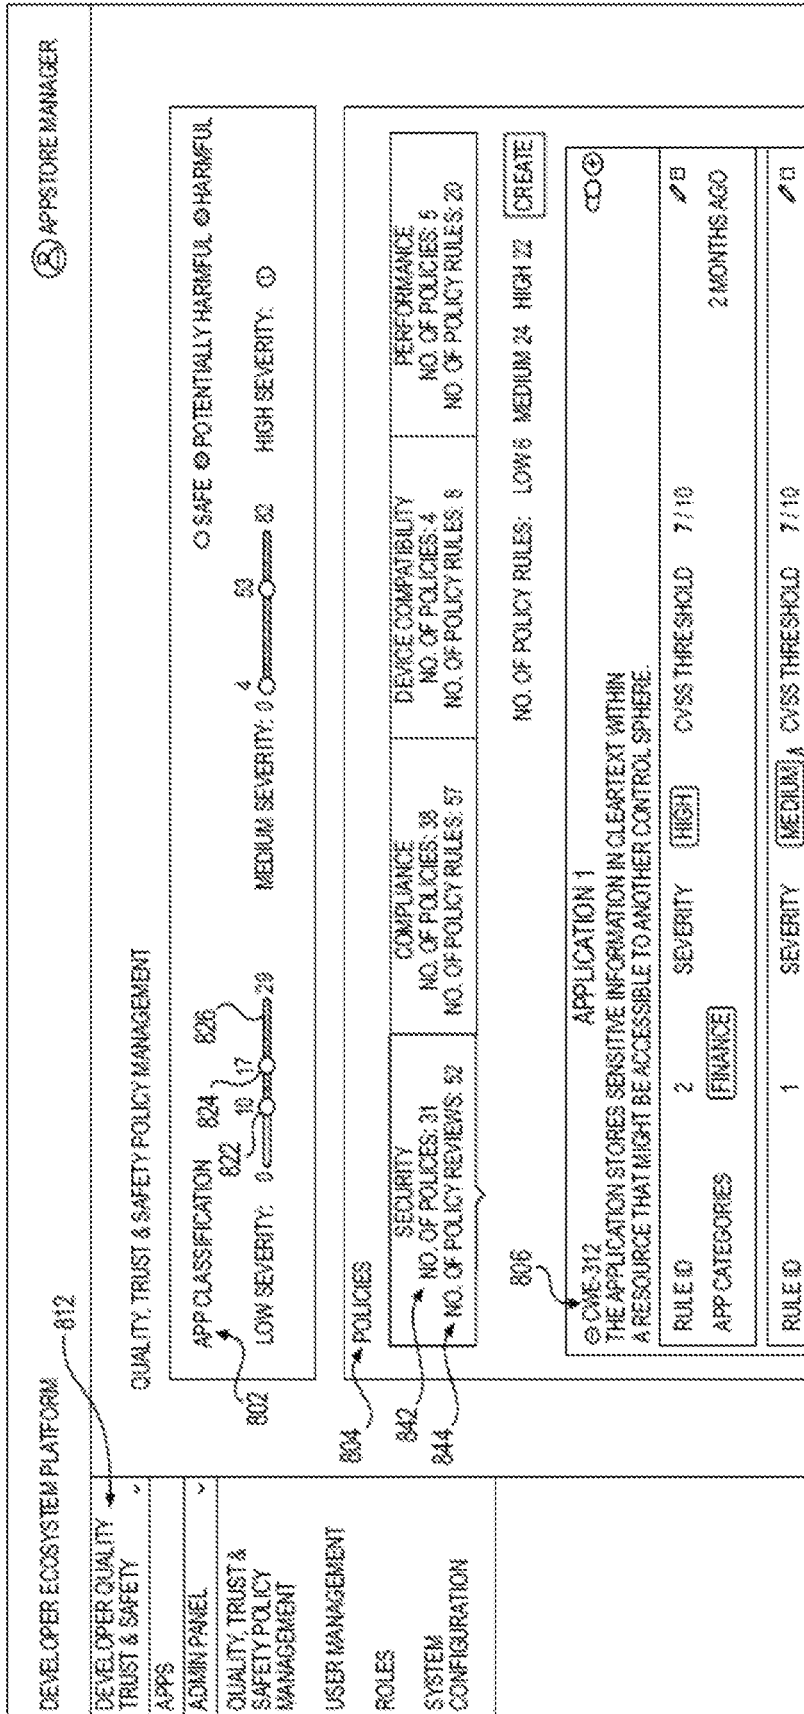 DEVELOPER ECOSYSTEM PLATFORM
APPSTORE MANAGER
812
DEVELOPER QUALITY
TRUST & SAFETY
APPS
ADMIN PANEL
QUALITY, TRUST &
SAFETY POLICY
MANAGEMENT
USER MANAGEMENT
ROLES
SYSTEM
CONFIGURATION
QUALITY, TRUST & SAFETY POLICY MANAGEMENT
802
APP CLASSIFICATION
SAFE POTENTIALLY HARMFUL HARMFUL
822 824 826
LOW SEVERITY: 0 10 17 29
MEDIUM SEVERITY: 0 4 53 82
HIGH SEVERITY:
804
POLICIES
842
844
SECURITY
NO. OF POLICES: 31
NO. OF POLICY REVIEWS: 52
COMPLIANCE
NO. OF POLICIES: 38
NO. OF POLICY RULES: 57
DEVICE COMPATIBILITY
NO. OF POLICIES: 4
NO. OF POLICY RULES: 8
PERFORMANCE
NO. OF POLICIES: 5
NO. OF POLICY RULES: 20
NO. OF POLICY RULES: LOW 6 MEDIUM 24 HIGH 22 CREATE
APPLICATION 1
CWE-312
THE APPLICATION STORES SENSITIVE INFORMATION IN CLEARTEXT WITHIN
A RESOURCE THAT MIGHT BE ACCESSIBLE TO ANOTHER CONTROL SPHERE.
RULE ID 2 SEVERITY HIGH CVSS THRESHOLD 7/10
APP CATEGORIES FINANCE 2 MONTHS AGO
RULE ID 1 SEVERITY MEDIUM CVSS THRESHOLD 7/10